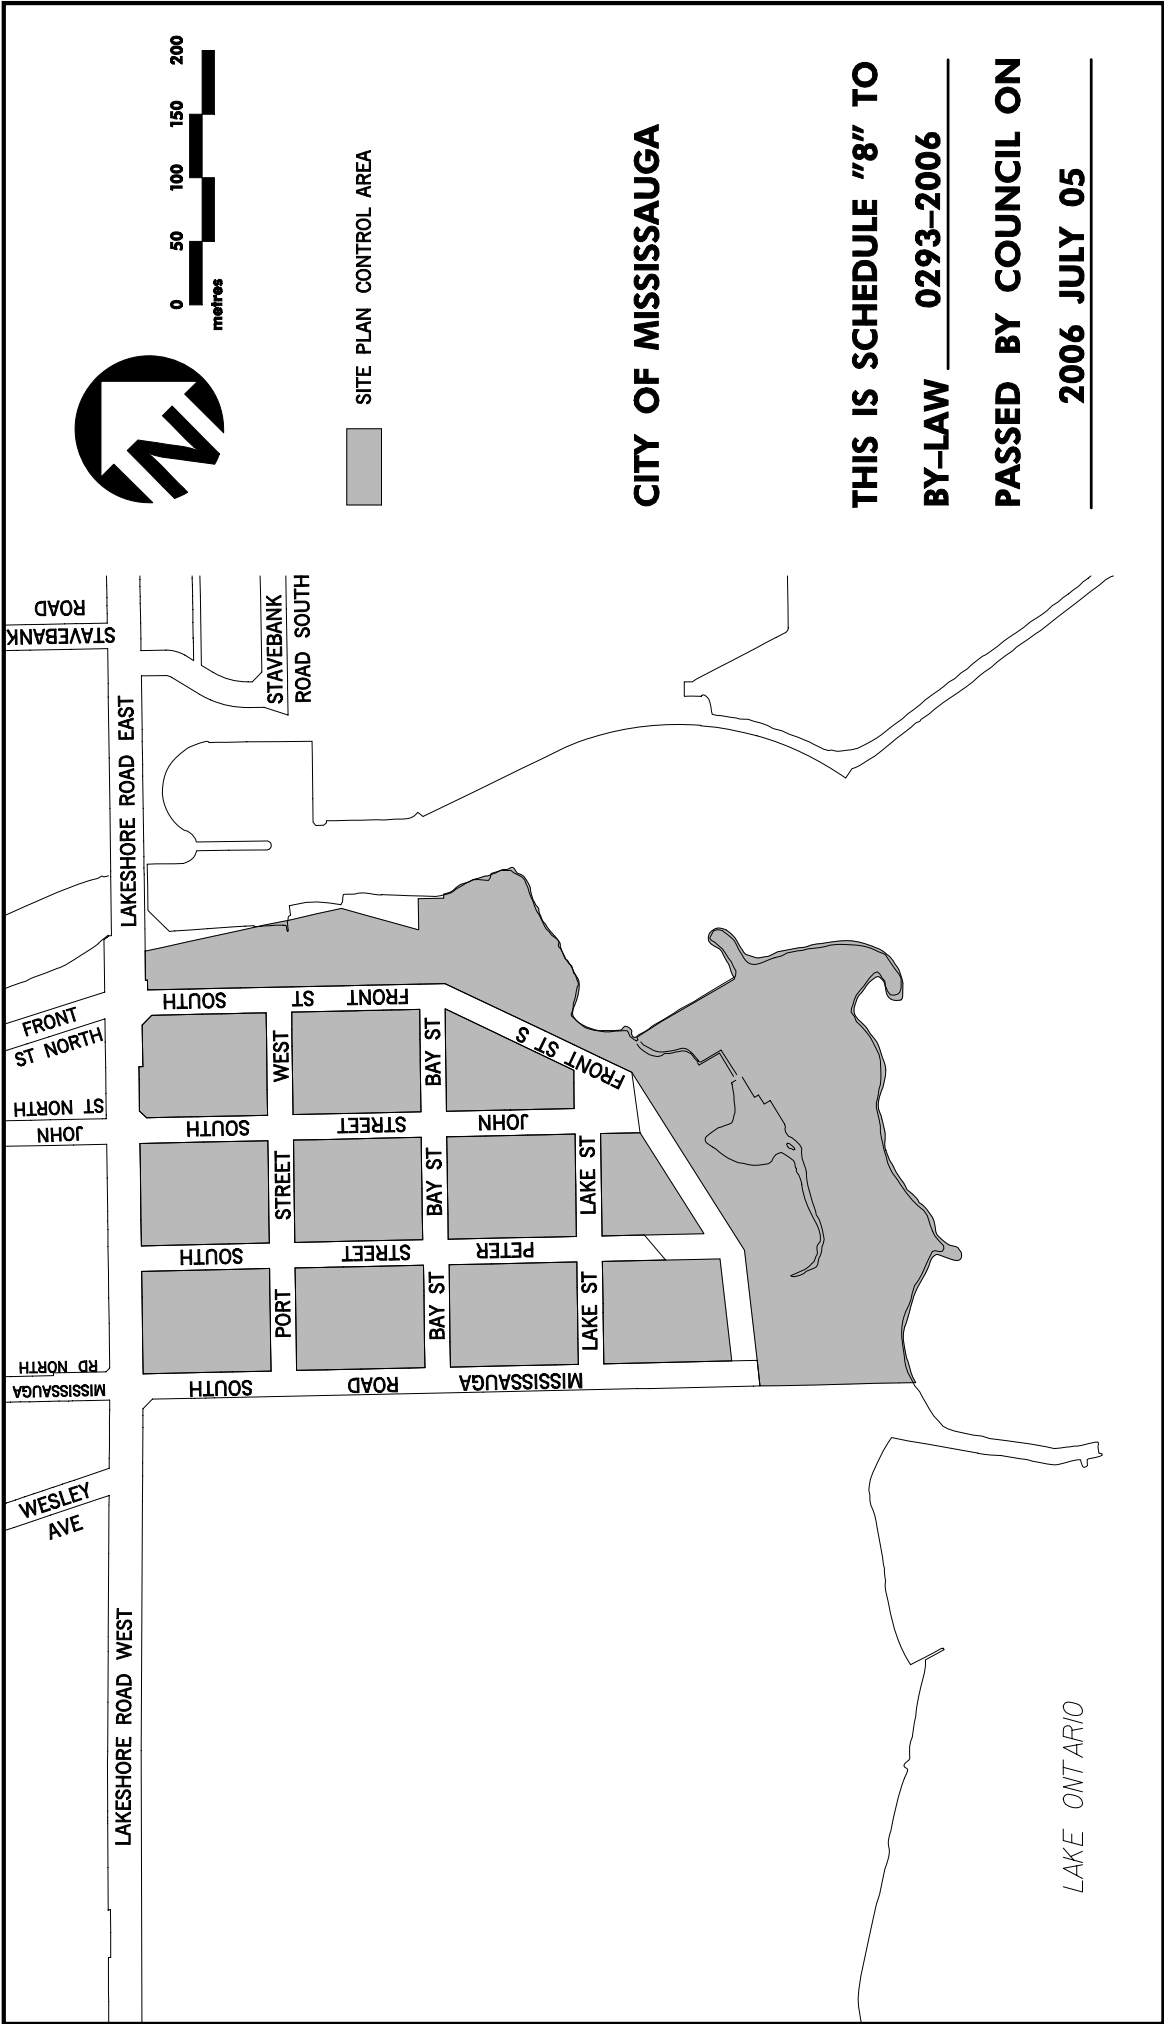 STAVEBANK
ROAD
LAKESHORE ROAD EAST
STAVEBANK
ROAD SOUTH
FRONT
ST NORTH
JOHN
ST NORTH
MISSISSAUGA
RD NORTH
WESLEY
AVE
LAKESHORE ROAD WEST
FRONT ST SOUTH
FRONT ST S
JOHN STREET SOUTH
PETER STREET SOUTH
MISSISSAUGA ROAD SOUTH
PORT STREET WEST
BAY ST
BAY ST
BAY ST
LAKE ST
LAKE ST
LAKE ONTARIO
N
0 50 100 150 200
metres
SITE PLAN CONTROL AREA
CITY OF MISSISSAUGA
THIS IS SCHEDULE "8" TO
BY-LAW 0293-2006
PASSED BY COUNCIL ON
2006 JULY 05